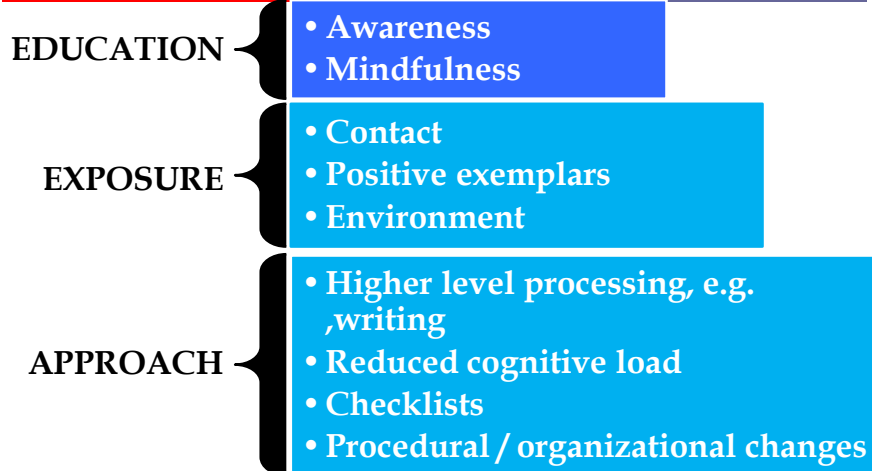 EDUCATION
• Awareness
• Mindfulness
EXPOSURE
• Contact
• Positive exemplars
• Environment
APPROACH
• Higher level processing, e.g.
,writing
• Reduced cognitive load
• Checklists
• Procedural / organizational changes